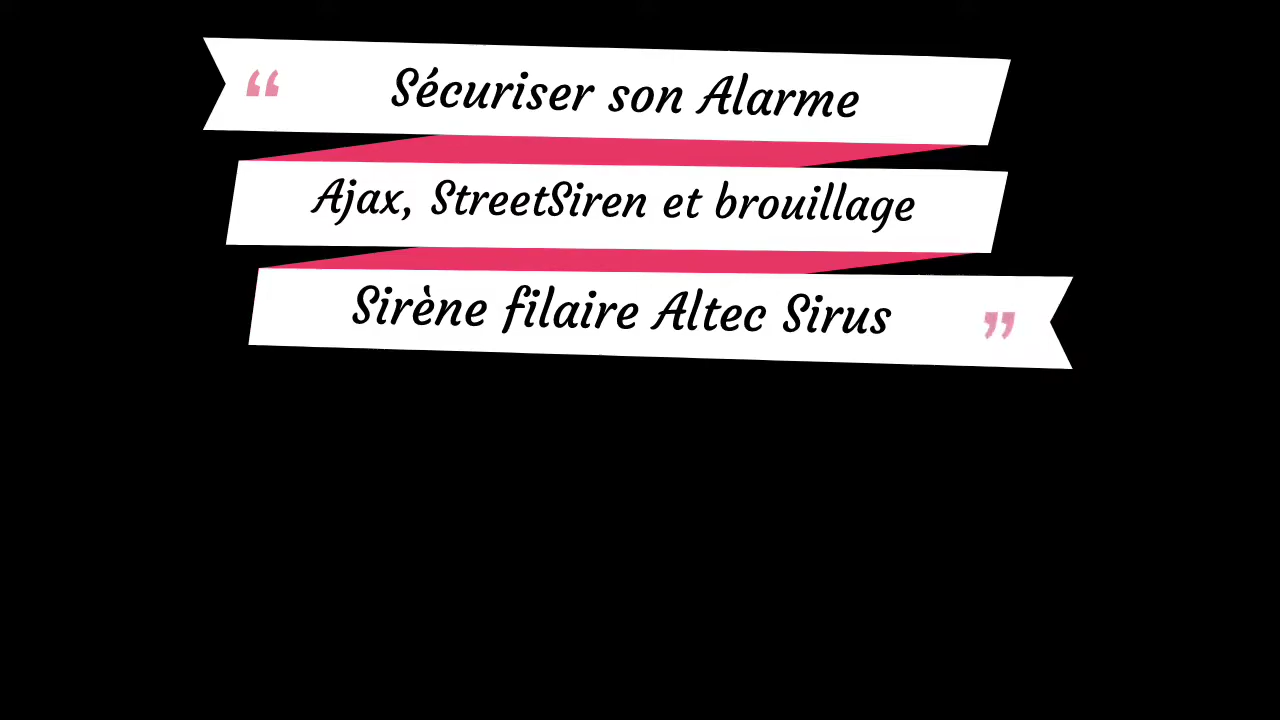 “ Sécuriser son Alarme
Ajax, StreetSiren et brouillage
Sirène filaire Altec Sirus ”